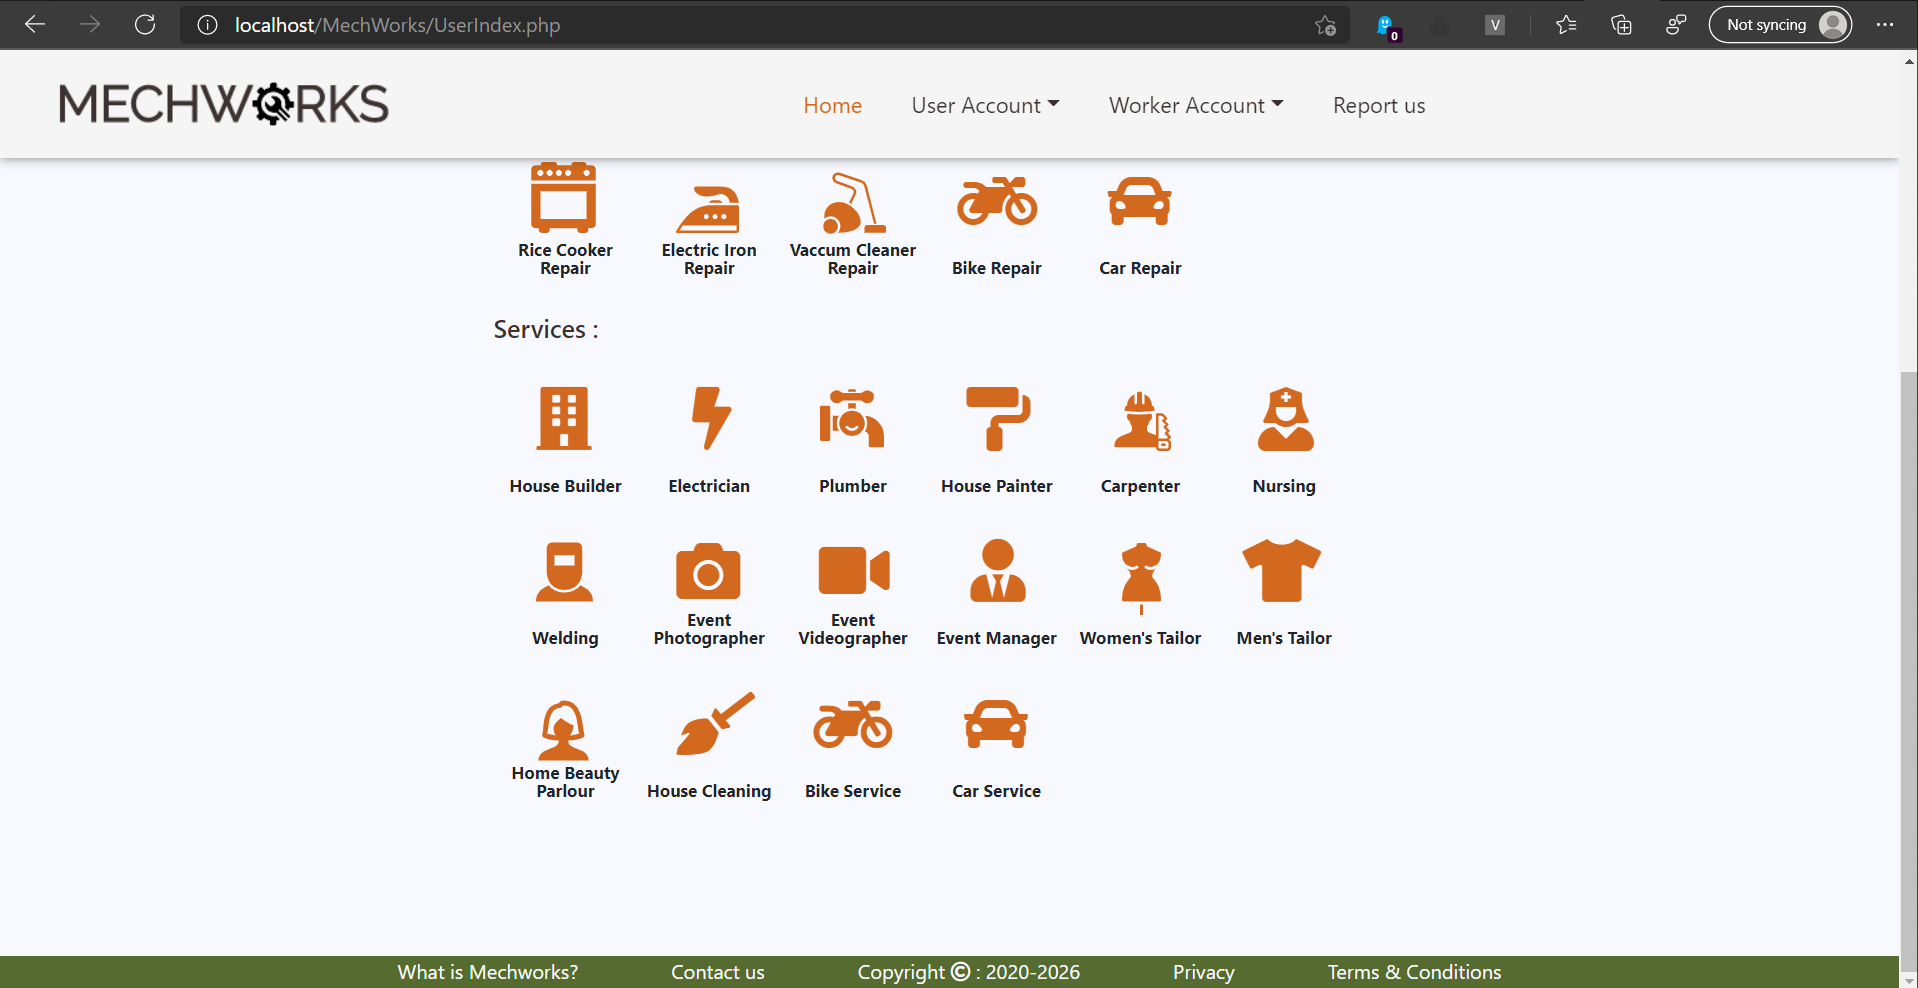 localhost/MechWorks/UserIndex.php
0
V
Not syncing
MECHWORKS
Home
User Account
Worker Account
Report us
Rice Cooker
Repair
Electric Iron
Repair
Vaccum Cleaner
Repair
Bike Repair
Car Repair
Services :
House Builder
Electrician
Plumber
House Painter
Carpenter
Nursing
Welding
Event
Photographer
Event
Videographer
Event Manager
Women's Tailor
Men's Tailor
Home Beauty
Parlour
House Cleaning
Bike Service
Car Service
What is Mechworks?
Contact us
Copyright © : 2020-2026
Privacy
Terms & Conditions